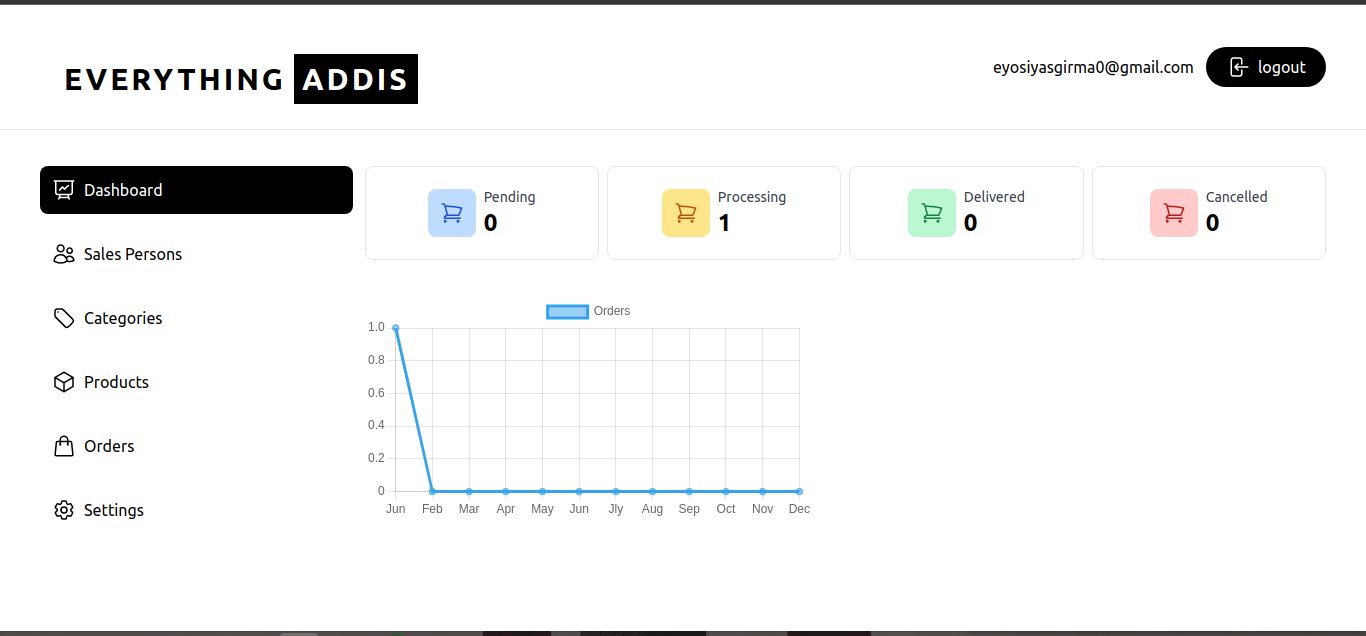 EVERYTHING ADDIS
eyosiyasgirma0@gmail.com
logout
Dashboard
Sales Persons
Categories
Products
Orders
Settings
Pending
0
Processing
1
Delivered
0
Cancelled
0
Orders
1.0
0.8
0.6
0.4
0.2
0
Jun Feb Mar Apr May Jun Jly Aug Sep Oct Nov Dec